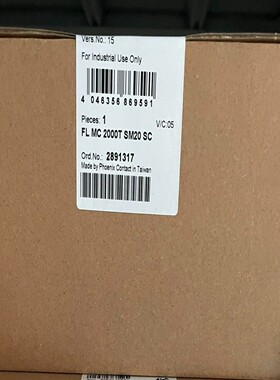 Vers.No.: 15
For Industrial Use Only
4 046356 869591
Pieces: 1
V/C:05
FL MC 2000T SM20 SC
Ord.No.: 2891317
Made by Phoenix Contact in Taiwan